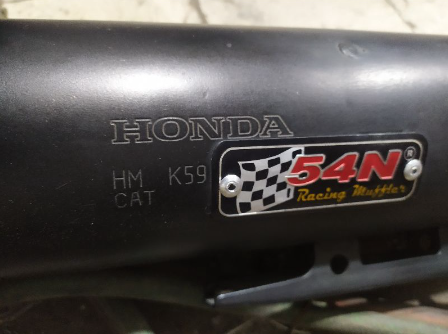 HONDA
HM K59
CAT
54N®
Racing Muffler